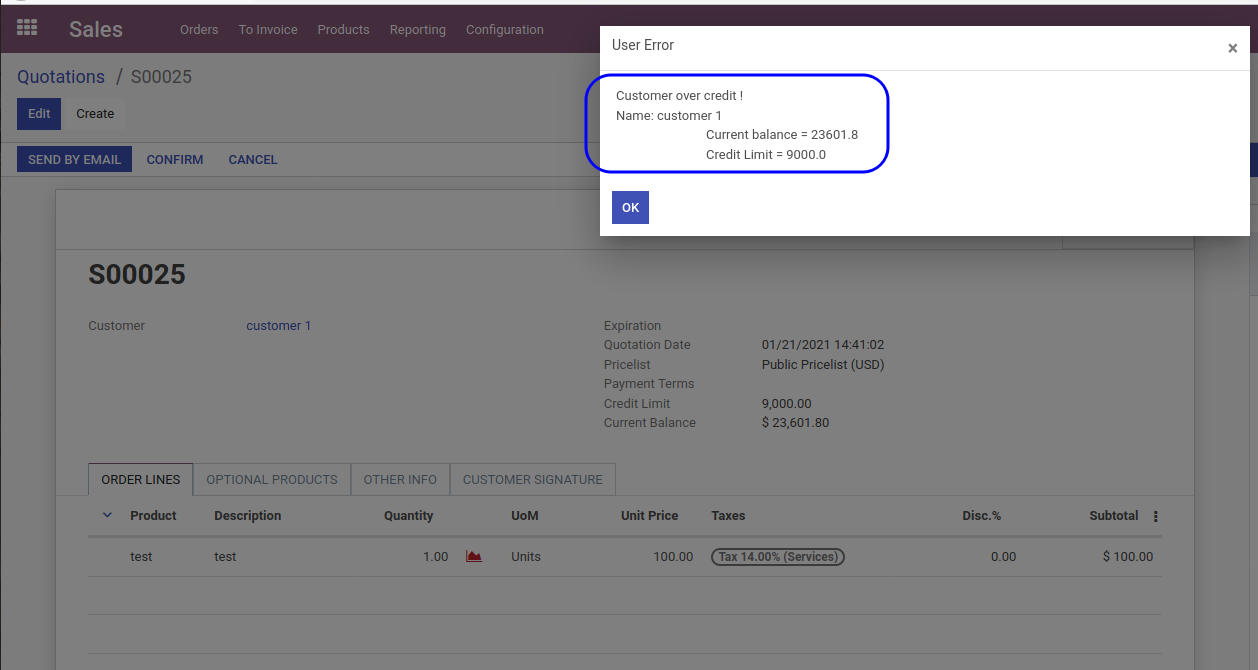 Sales
Orders To Invoice Products Reporting Configuration
Quotations / S00025
Edit Create
SEND BY EMAIL CONFIRM CANCEL
User Error ×
Customer over credit !
Name: customer 1
Current balance = 23601.8
Credit Limit = 9000.0
OK
S00025
Customer customer 1
Expiration
Quotation Date 01/21/2021 14:41:02
Pricelist Public Pricelist (USD)
Payment Terms
Credit Limit 9,000.00
Current Balance $ 23,601.80
ORDER LINES OPTIONAL PRODUCTS OTHER INFO CUSTOMER SIGNATURE
Product Description Quantity UoM Unit Price Taxes Disc.% Subtotal
test test 1.00 Units 100.00 Tax 14.00% (Services) 0.00 $ 100.00